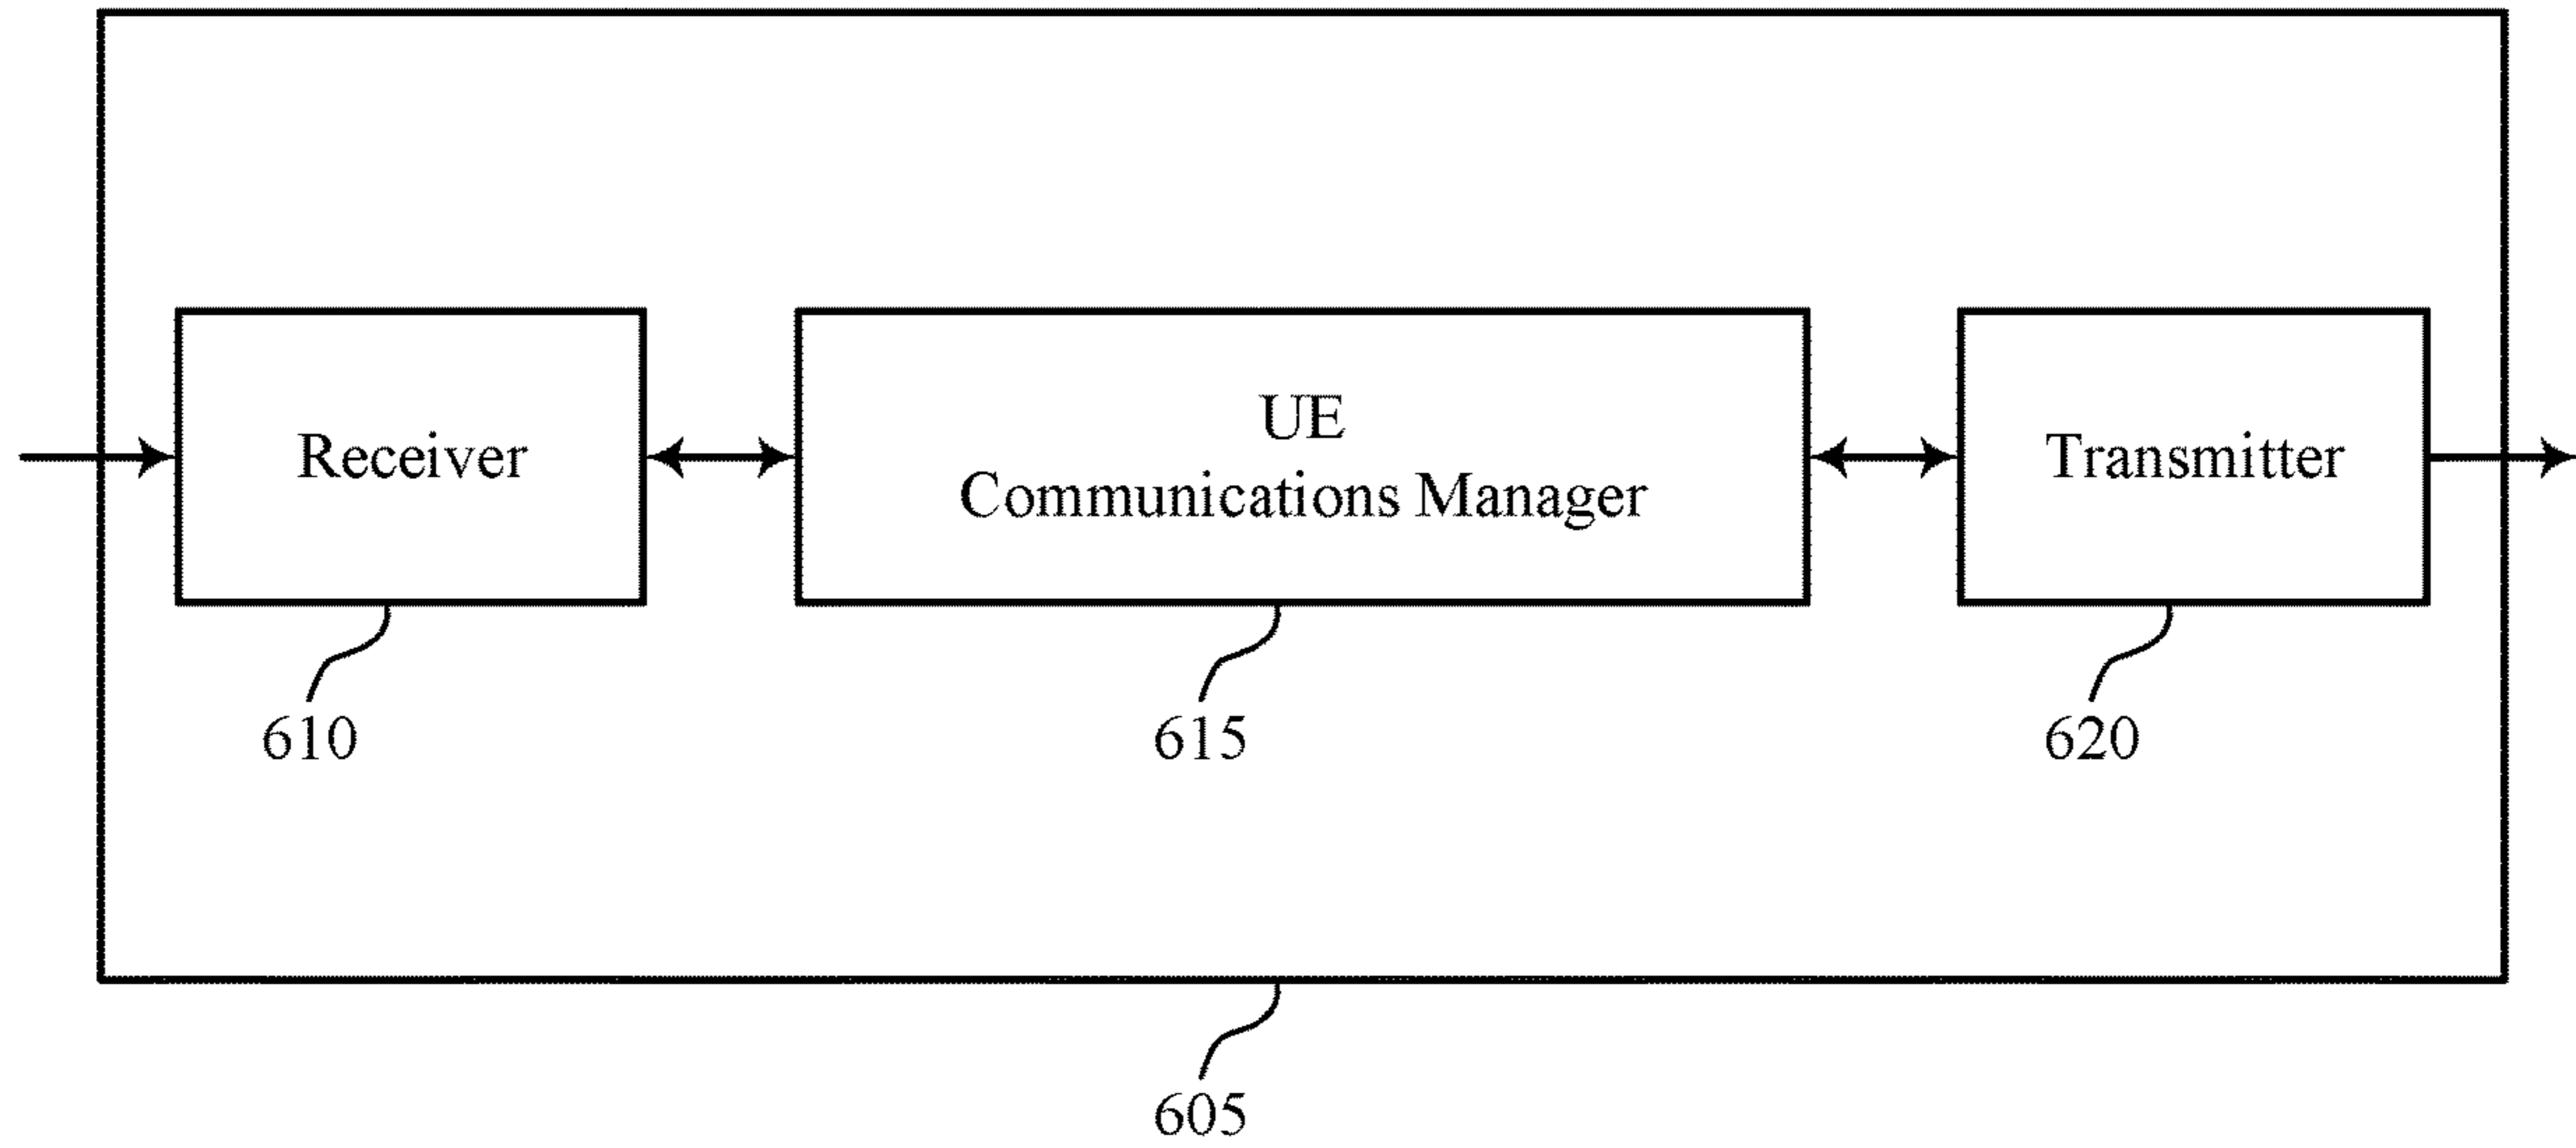 Receiver
UE
Communications Manager
Transmitter
610
615
620
605